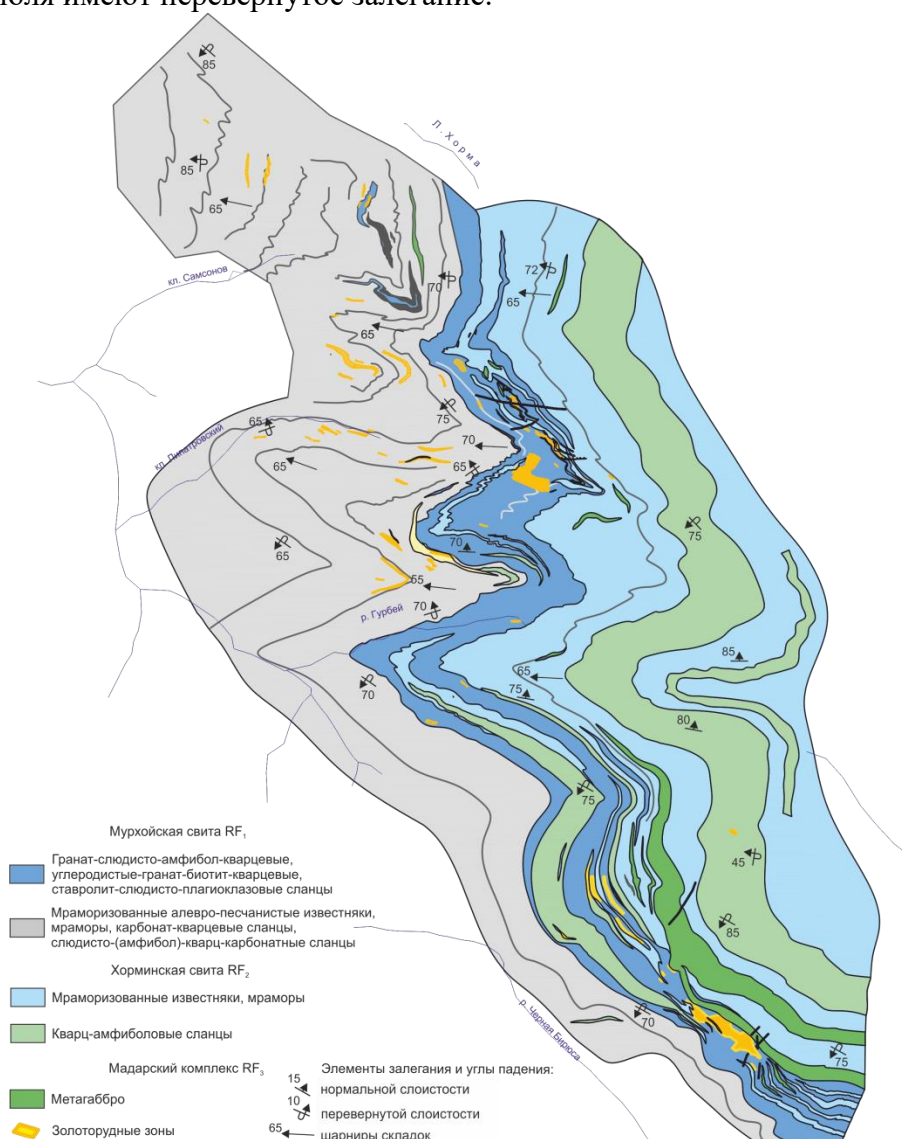 поля имеют перевернутое залегание.
85
Л. Хорма
85
65
кл. Самсонов
70
72
65
65
75
65
70
кл. Пилатровский
65
65
75
65
70
55
р. Гурбей
70
85
65
75
70
80
75
45
85
70
р. Черная Бирюса
75
Мурхойская свита RF₁
Гранат-слюдисто-амфибол-кварцевые,
углеродистые-гранат-биотит-кварцевые,
ставролит-слюдисто-плагиоклазовые сланцы
Мраморизованные алевро-песчанистые известняки,
мраморы, карбонат-кварцевые сланцы,
слюдисто-(амфибол)-кварц-карбонатные сланцы
Хорминская свита RF₂
Мраморизованные известняки, мраморы
Кварц-амфиболовые сланцы
Мадарский комплекс RF₃
Метагаббро
Золоторудные зоны
Элементы залегания и углы падения:
15
нормальной слоистости
10
перевернутой слоистости
65
шарниры складок